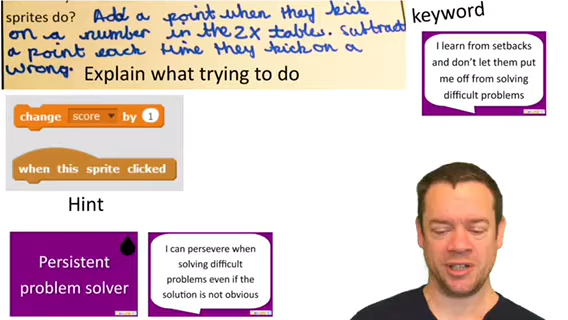 sprites do? Add a point when they kick
on a number in the 2X tables. Subtract
a point each time they kick on a
wrong.
Explain what trying to do
keyword
I learn from setbacks
and don't let them put
me off from solving
difficult problems
change score by 1
when this sprite clicked
Hint
Persistent
problem solver
I can persevere when
solving difficult
problems even if the
solution is not obvious